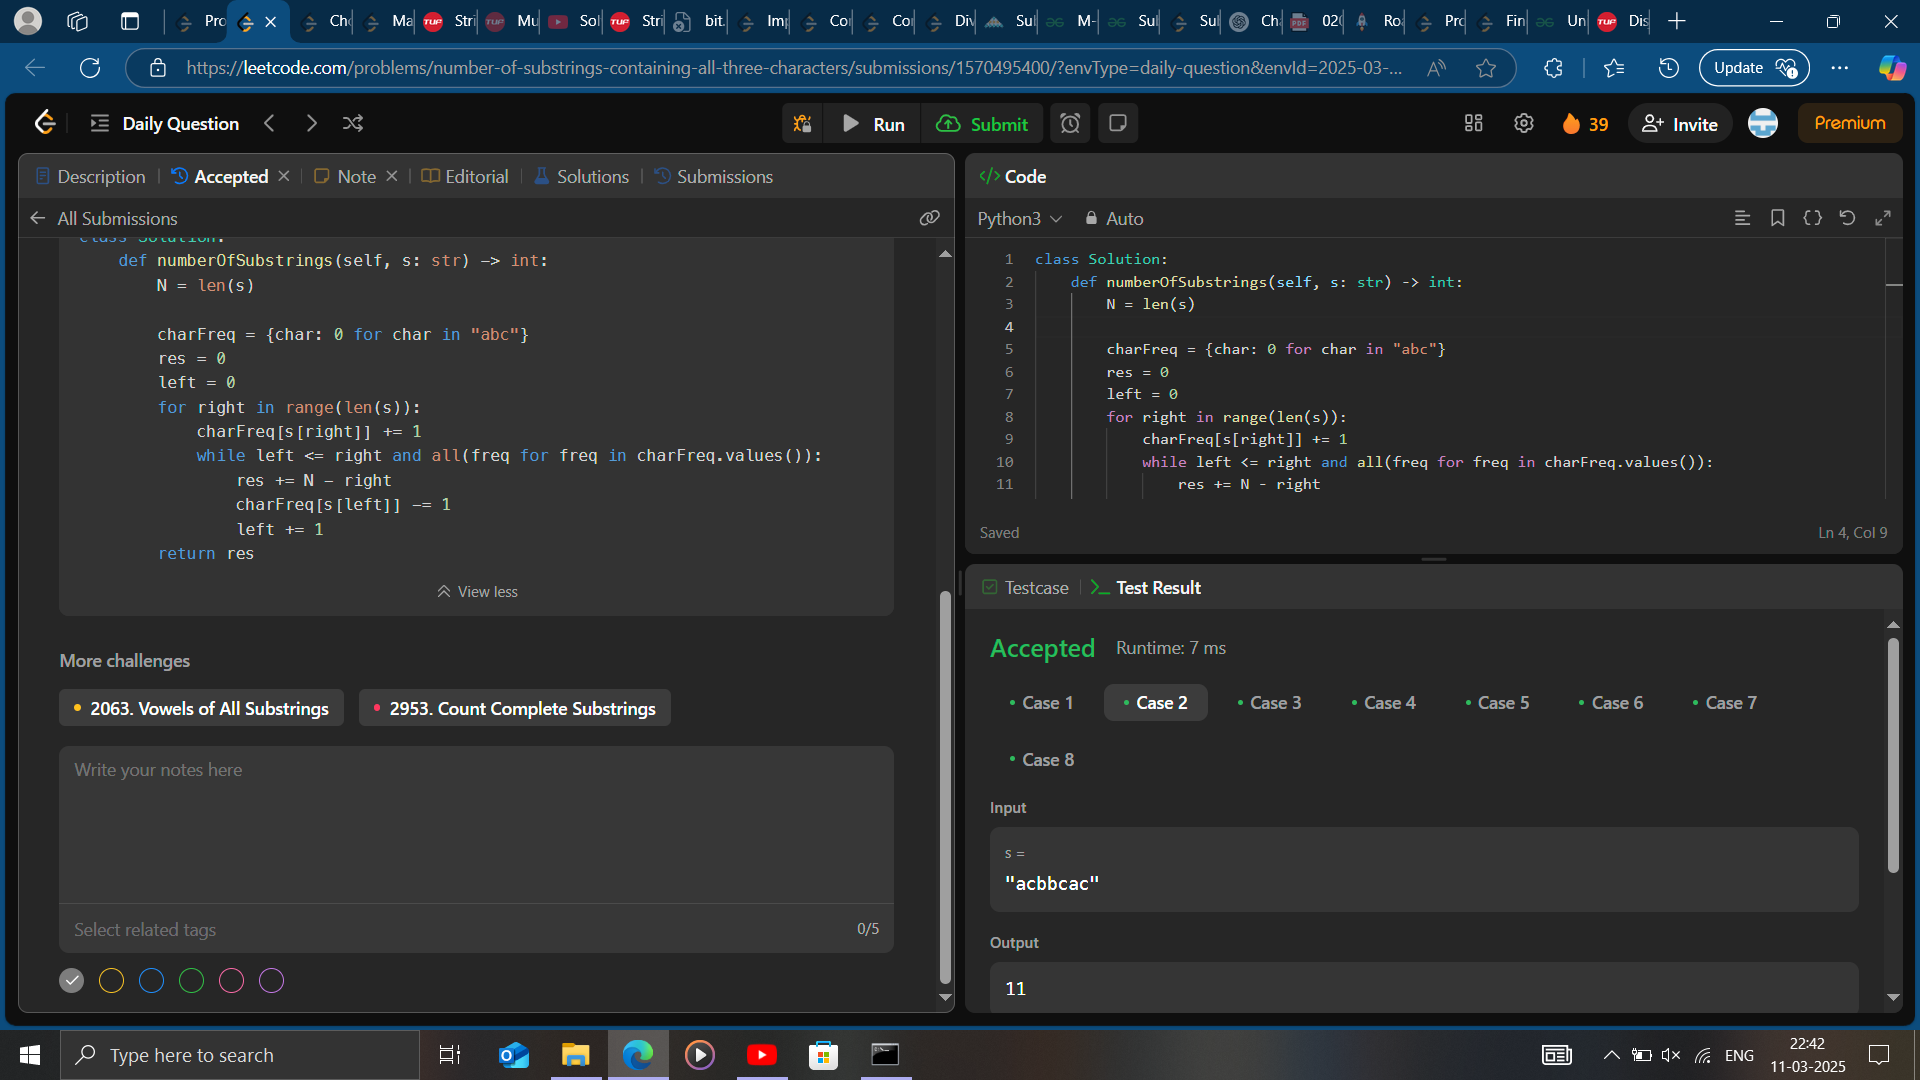 Pro
Cho
Ma
Stri
Mu
Sol
Stri
bit.
Imp
Cor
Cor
Div
Sul
M-
Sul
Sul
Cha
020
Roa
Pro
Fin
Un
Dis
https://leetcode.com/problems/number-of-substrings-containing-all-three-characters/submissions/1570495400/?envType=daily-question&envId=2025-03-...
Update
Daily Question
Run
Submit
39
Invite
Premium
Description
Accepted
Note
Editorial
Solutions
Submissions
All Submissions
class Solution:
def numberOfSubstrings(self, s: str) -> int:
N = len(s)
charFreq = {char: 0 for char in "abc"}
res = 0
left = 0
for right in range(len(s)):
charFreq[s[right]] += 1
while left <= right and all(freq for freq in charFreq.values()):
res += N - right
charFreq[s[left]] -= 1
left += 1
return res
View less
More challenges
2063. Vowels of All Substrings
2953. Count Complete Substrings
Write your notes here
Select related tags
0/5
Code
Python3
Auto
1 class Solution:
2 def numberOfSubstrings(self, s: str) -> int:
3 N = len(s)
4
5 charFreq = {char: 0 for char in "abc"}
6 res = 0
7 left = 0
8 for right in range(len(s)):
9 charFreq[s[right]] += 1
10 while left <= right and all(freq for freq in charFreq.values()):
11 res += N - right
Saved
Ln 4, Col 9
Testcase
Test Result
Accepted
Runtime: 7 ms
Case 1
Case 2
Case 3
Case 4
Case 5
Case 6
Case 7
Case 8
Input
s =
"acbbcac"
Output
11
Type here to search
ENG
22:42
11-03-2025